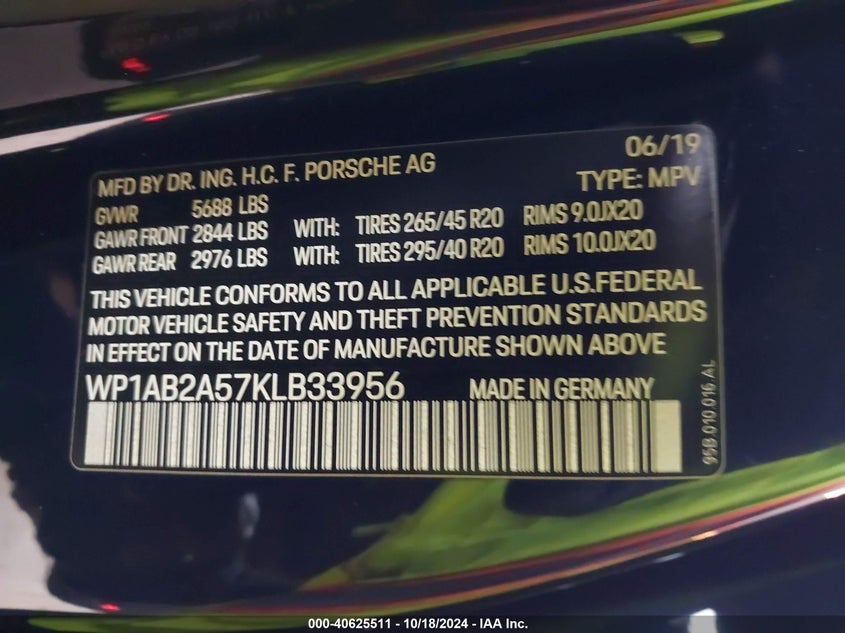 06/19
MFD BY DR. ING. H.C. F. PORSCHE AG
TYPE: MPV
GVWR 5688 LBS
GAWR FRONT 2844 LBS WITH: TIRES 265/45 R20 RIMS 9.0JX20
GAWR REAR 2976 LBS WITH: TIRES 295/40 R20 RIMS 10.0JX20
THIS VEHICLE CONFORMS TO ALL APPLICABLE U.S.FEDERAL
MOTOR VEHICLE SAFETY AND THEFT PREVENTION STANDARDS
IN EFFECT ON THE DATE OF MANUFACTURE SHOWN ABOVE
WP1AB2A57KLB33956 MADE IN GERMANY
95B 010 016 AL
000-40625511 - 10/18/2024 - IAA Inc.